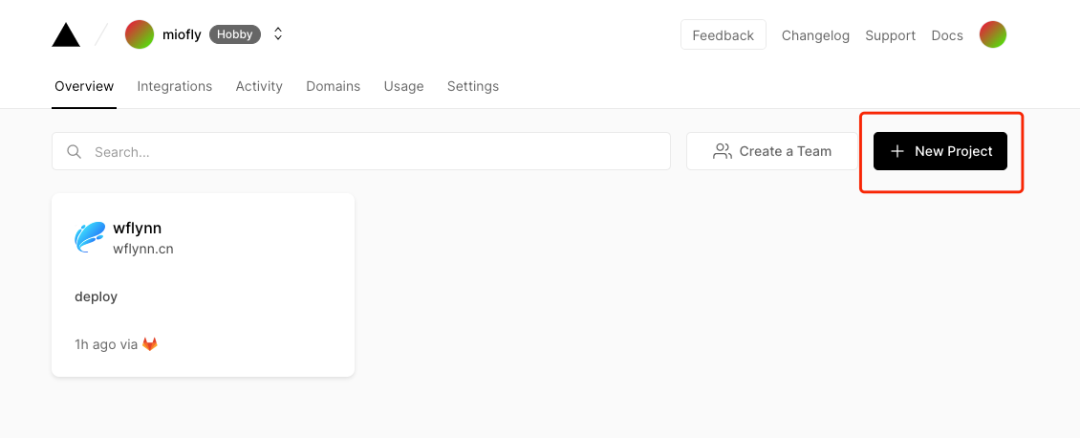 miofly Hobby Feedback Changelog Support Docs
Overview Integrations Activity Domains Usage Settings
Search... Create a Team New Project
wflynn
wflynn.cn
deploy
1h ago via